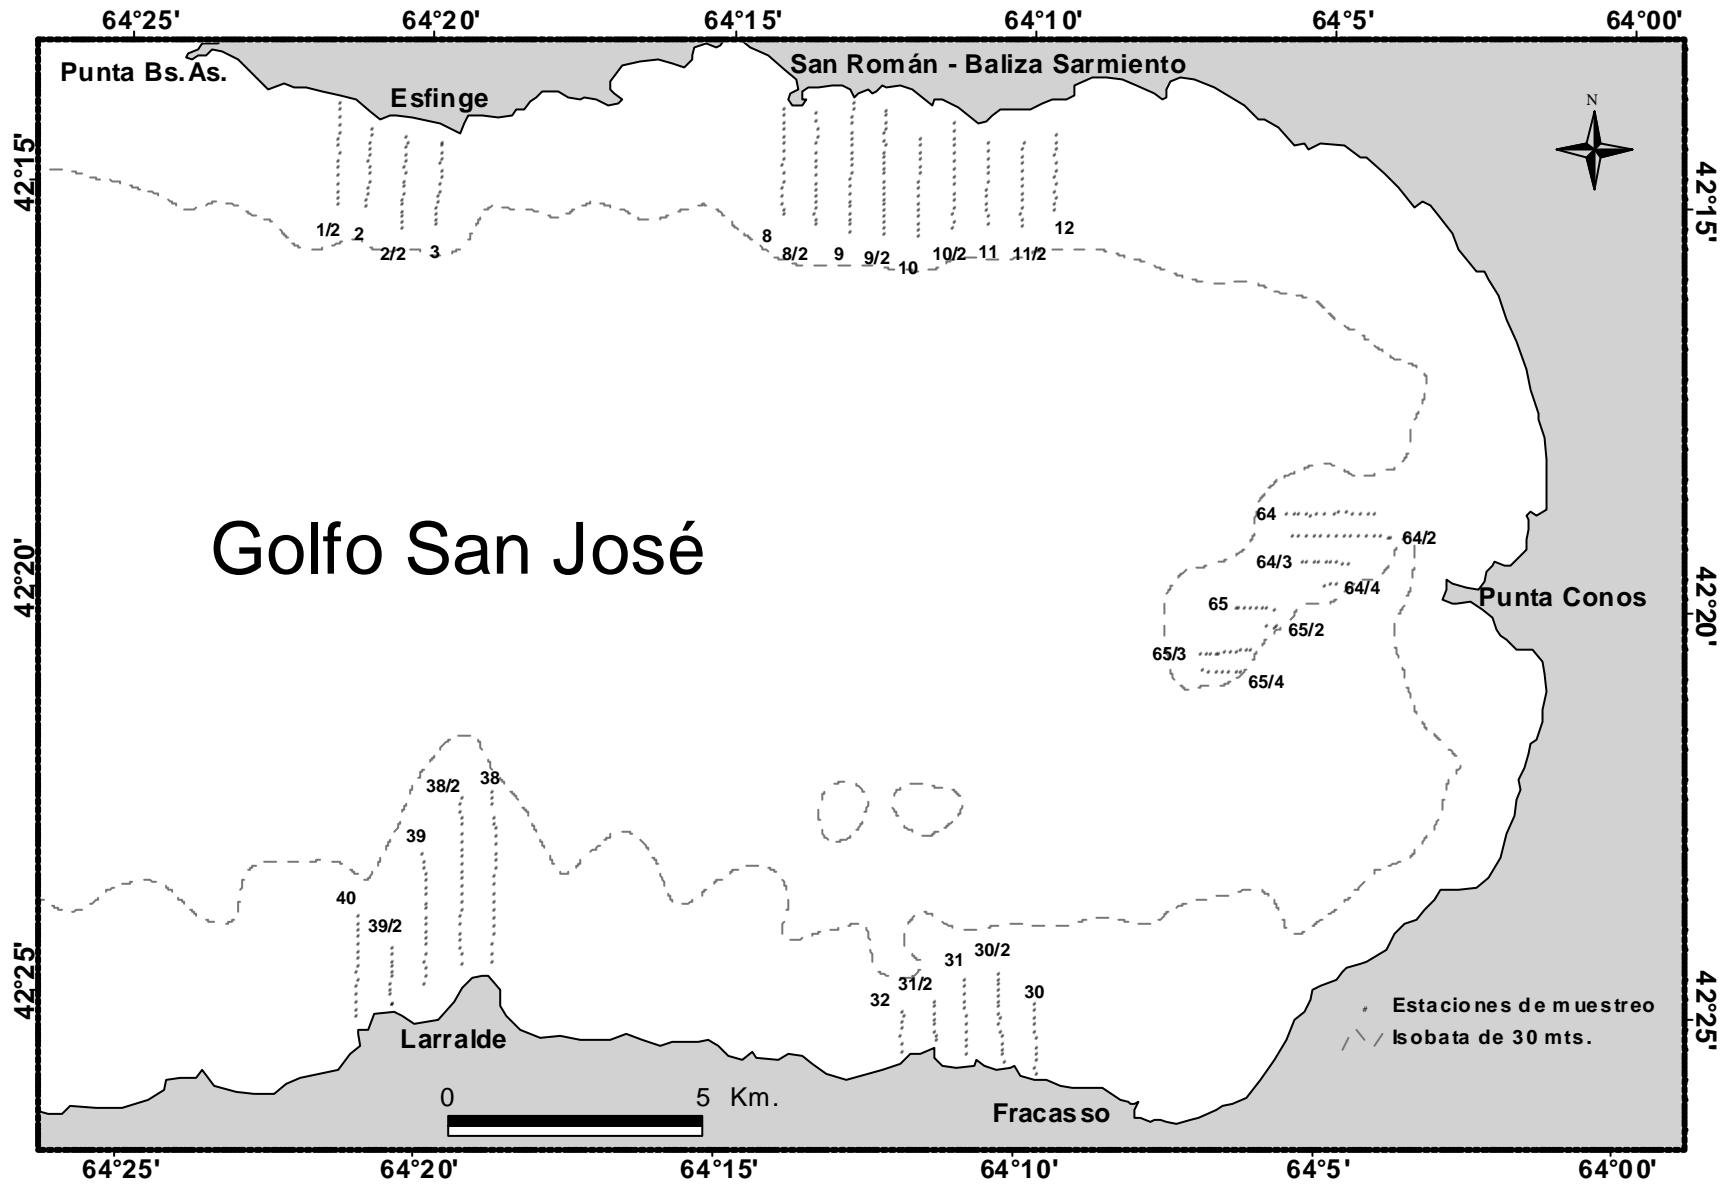 64°25' 64°20' 64°15' 64°10' 64°5' 64°00'
Punta Bs.As.
San Román - Baliza Sarmiento
Esfinge
N
42°15'
42°15'
1/2 2 2/2 3
8 8/2 9 9/2 10 10/2 11 11/2 12
Golfo San José
64
64/2
64/3
64/4
65
65/2
65/3
65/4
Punta Conos
42°20'
42°20'
38/2 38
39
40
39/2
31 30/2
31/2
32
30
42°25'
42°25'
Estaciones de muestreo
Isobata de 30 mts.
Larralde
0 5 Km.
Fracasso
64°25' 64°20' 64°15' 64°10' 64°5' 64°00'